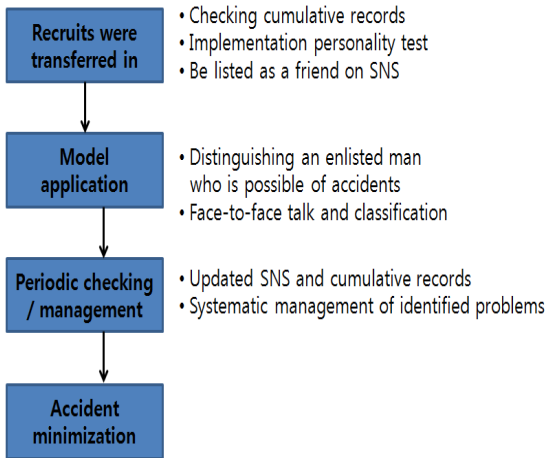 Recruits were
transferred in
• Checking cumulative records
• Implementation personality test
• Be listed as a friend on SNS
Model
application
• Distinguishing an enlisted man
who is possible of accidents
• Face-to-face talk and classification
Periodic checking
/ management
• Updated SNS and cumulative records
• Systematic management of identified problems
Accident
minimization